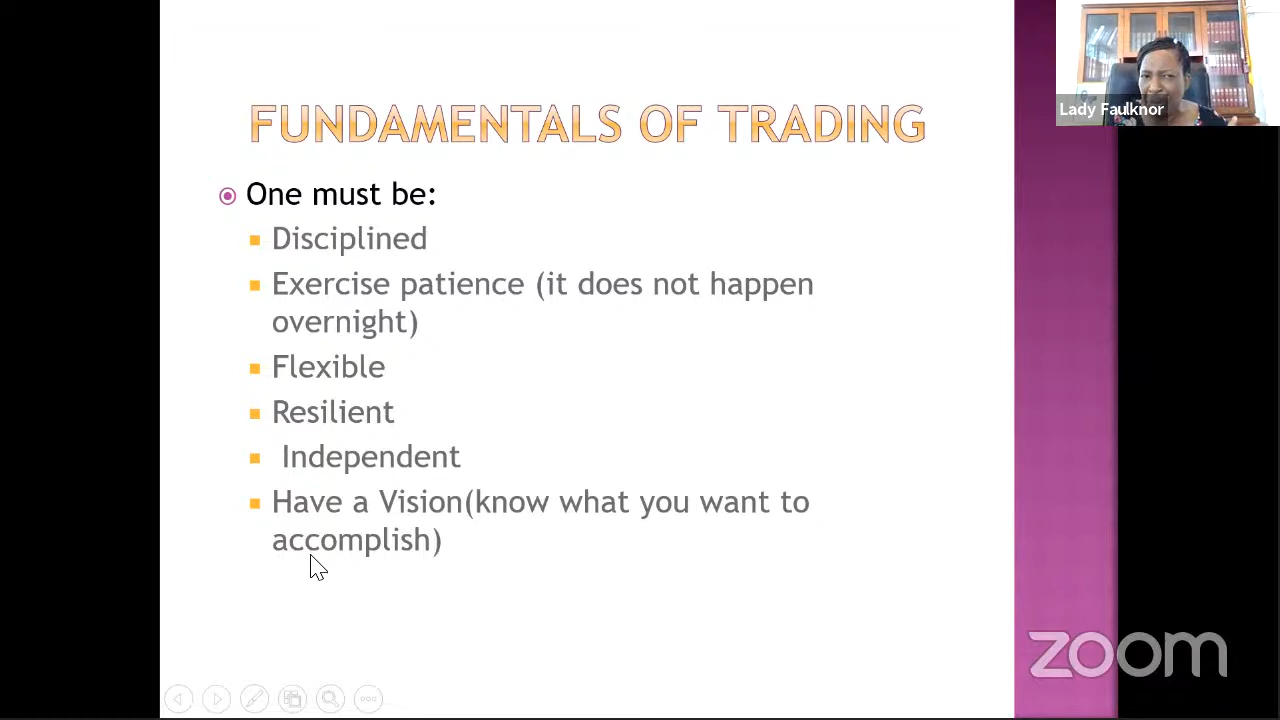 FUNDAMENTALS OF TRADING
Lady Faulknor
One must be:
Disciplined
Exercise patience (it does not happen
overnight)
Flexible
Resilient
Independent
Have a Vision(know what you want to
accomplish)
zoom